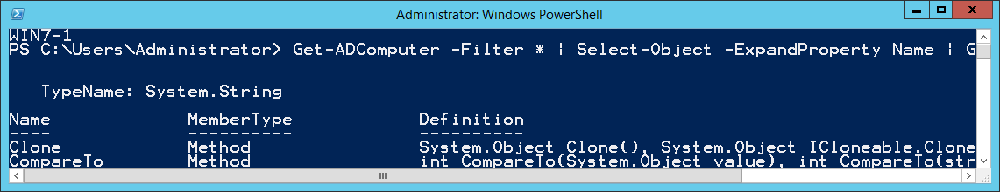 Administrator: Windows PowerShell
WIN7-1
PS C:\Users\Administrator> Get-ADComputer -Filter * | Select-Object -ExpandProperty Name | G
TypeName: System.String
Name MemberType Definition
---- ---------- ----------
Clone Method System.Object Clone(), System.Object ICloneable.Clone
CompareTo Method int CompareTo(System.Object value), int CompareTo(str